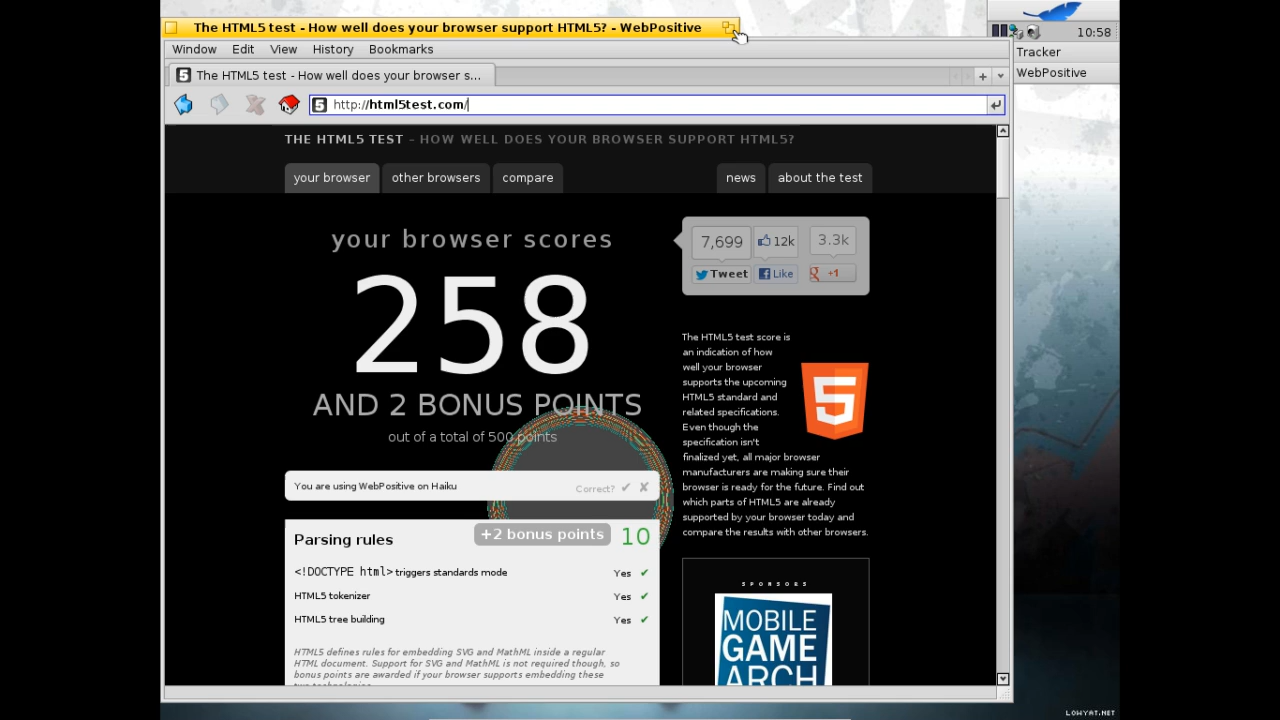 The HTML5 test - How well does your browser support HTML5? - WebPositive
10:58
Tracker
WebPositive
Window Edit View History Bookmarks
5 The HTML5 test - How well does your browser s...
5 http://html5test.com/
THE HTML5 TEST – HOW WELL DOES YOUR BROWSER SUPPORT HTML5?
your browser other browsers compare news about the test
your browser scores
258
AND 2 BONUS POINTS
out of a total of 500 points
7,699 12k 3.3k
Tweet Like +1
You are using WebPositive on Haiku Correct? ✔ ✘
Parsing rules +2 bonus points 10
<!DOCTYPE html> triggers standards mode Yes ✔
HTML5 tokenizer Yes ✔
HTML5 tree building Yes ✔
HTML5 defines rules for embedding SVG and MathML inside a regular
HTML document. Support for SVG and MathML is not required though, so
bonus points are awarded if your browser supports embedding these
two technologies.
The HTML5 test score is
an indication of how
well your browser
supports the upcoming
HTML5 standard and
related specifications.
Even though the
specification isn't
finalized yet, all major browser
manufacturers are making sure their
browser is ready for the future. Find out
which parts of HTML5 are already
supported by your browser today and
compare the results with other browsers.
5
SPONSORS
MOBILE
GAME
ARCH
LOWYAT.NET